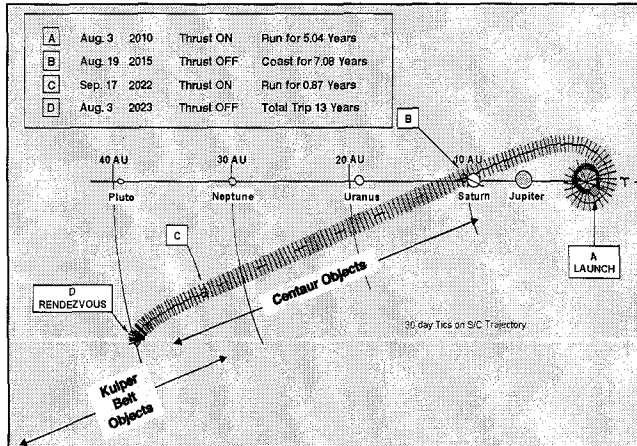 A Aug. 3 2010 Thrust ON Run for 5.04 Years
B Aug. 19 2015 Thrust OFF Coast for 7.08 Years
C Sep. 17 2022 Thrust ON Run for 0.87 Years
D Aug. 3 2023 Thrust OFF Total Trip 13 Years
B
40 AU 30 AU 20 AU 10 AU
ϒ
Pluto Neptune Uranus Saturn Jupiter
C
A
LAUNCH
D
RENDEZVOUS
Centaur Objects
30 day Tics on S/C Trajectory
Kuiper
Belt
Objects